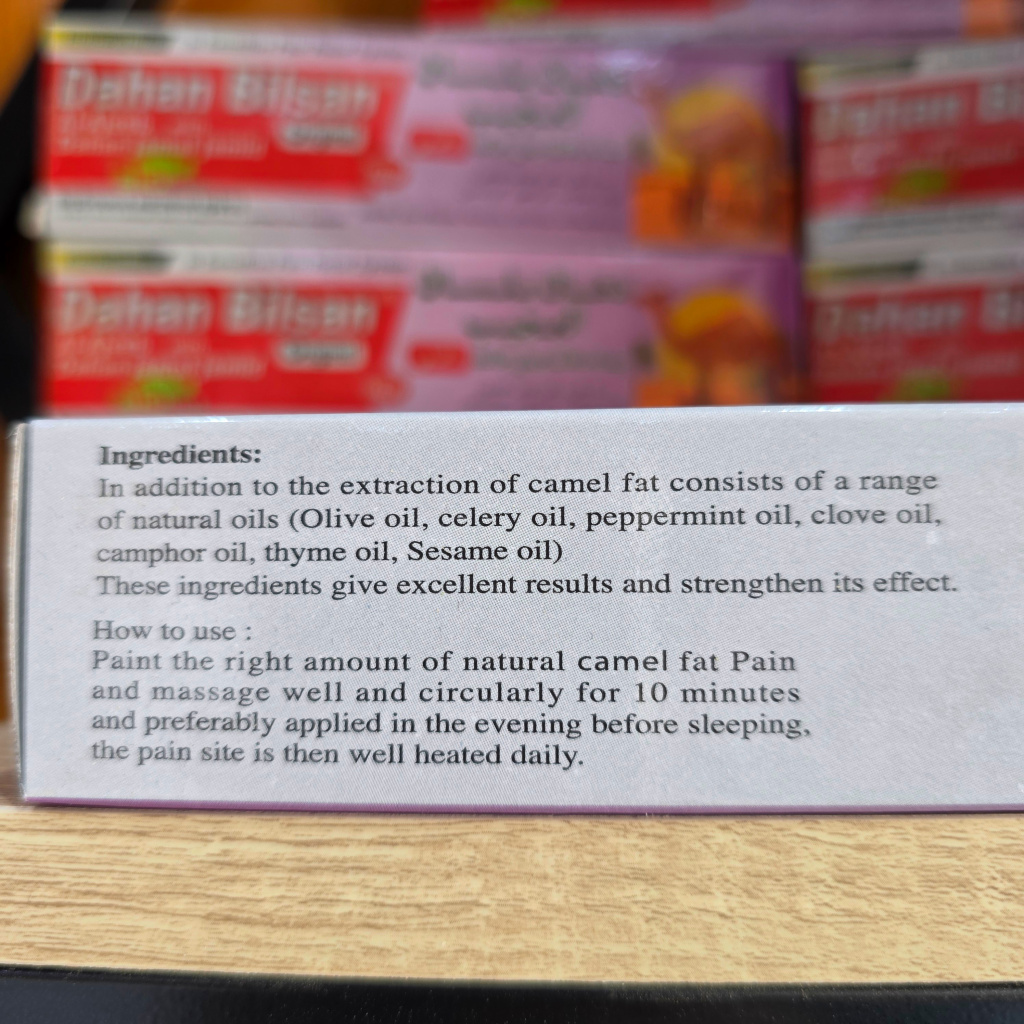 Dahan Bilsan
Dahan Bilsan
Ingredients:
In addition to the extraction of camel fat consists of a range
of natural oils (Olive oil, celery oil, peppermint oil, clove oil,
camphor oil, thyme oil, Sesame oil)
These ingredients give excellent results and strengthen its effect.
How to use :
Paint the right amount of natural camel fat Pain
and massage well and circularly for 10 minutes
and preferably applied in the evening before sleeping,
the pain site is then well heated daily.